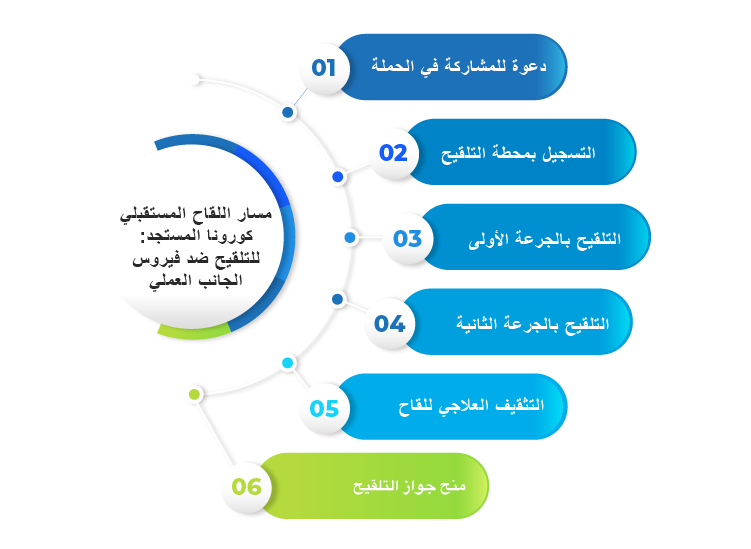 01
دعوة للمشاركة في الحملة
02
التسجيل بمحطة التلقيح
03
التلقيح بالجرعة الأولى
04
التلقيح بالجرعة الثانية
05
التثقيف العلاجي للقاح
06
منح جواز التلقيح
مسار اللقاح المستقبلي
كورونا المستجد:
للتلقيح ضد فيروس
الجانب العملي